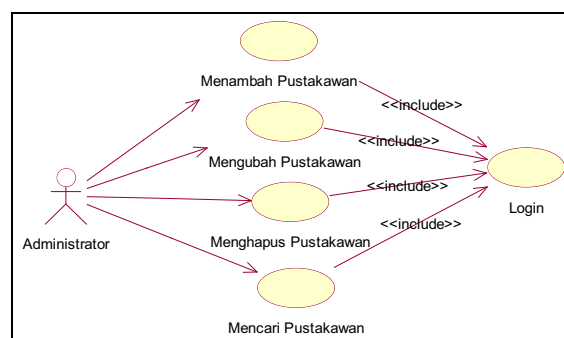 Menambah Pustakawan
<<include>>
Mengubah Pustakawan
<<include>>
Menghapus Pustakawan
<<include>>
Mencari Pustakawan
<<include>>
Administrator
Login